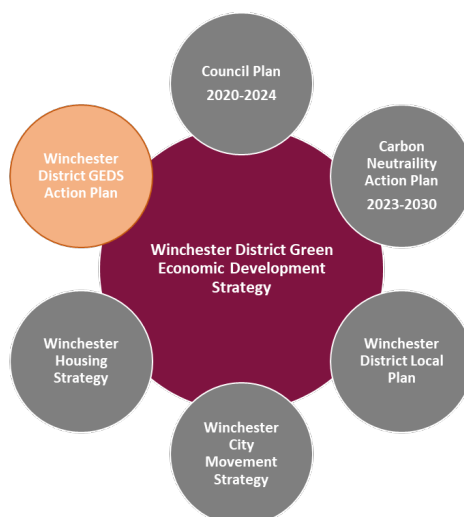 Council Plan
2020-2024
Carbon
Neutraility
Action Plan
2023-2030
Winchester
District GEDS
Action Plan
Winchester District Green
Economic Development
Strategy
Winchester
Housing
Strategy
Winchester
District Local
Plan
Winchester
City
Movement
Strategy